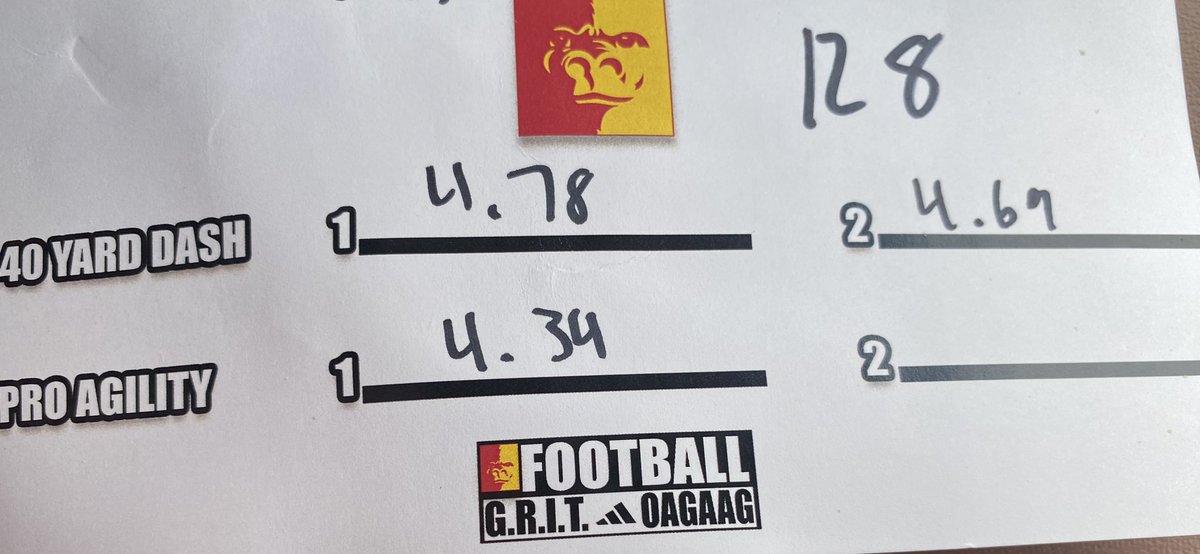 128
4.78 4.69
40 YARD DASH 1 2
4.34
PRO AGILITY 1 2
FOOTBALL
G.R.I.T. OAGAAG